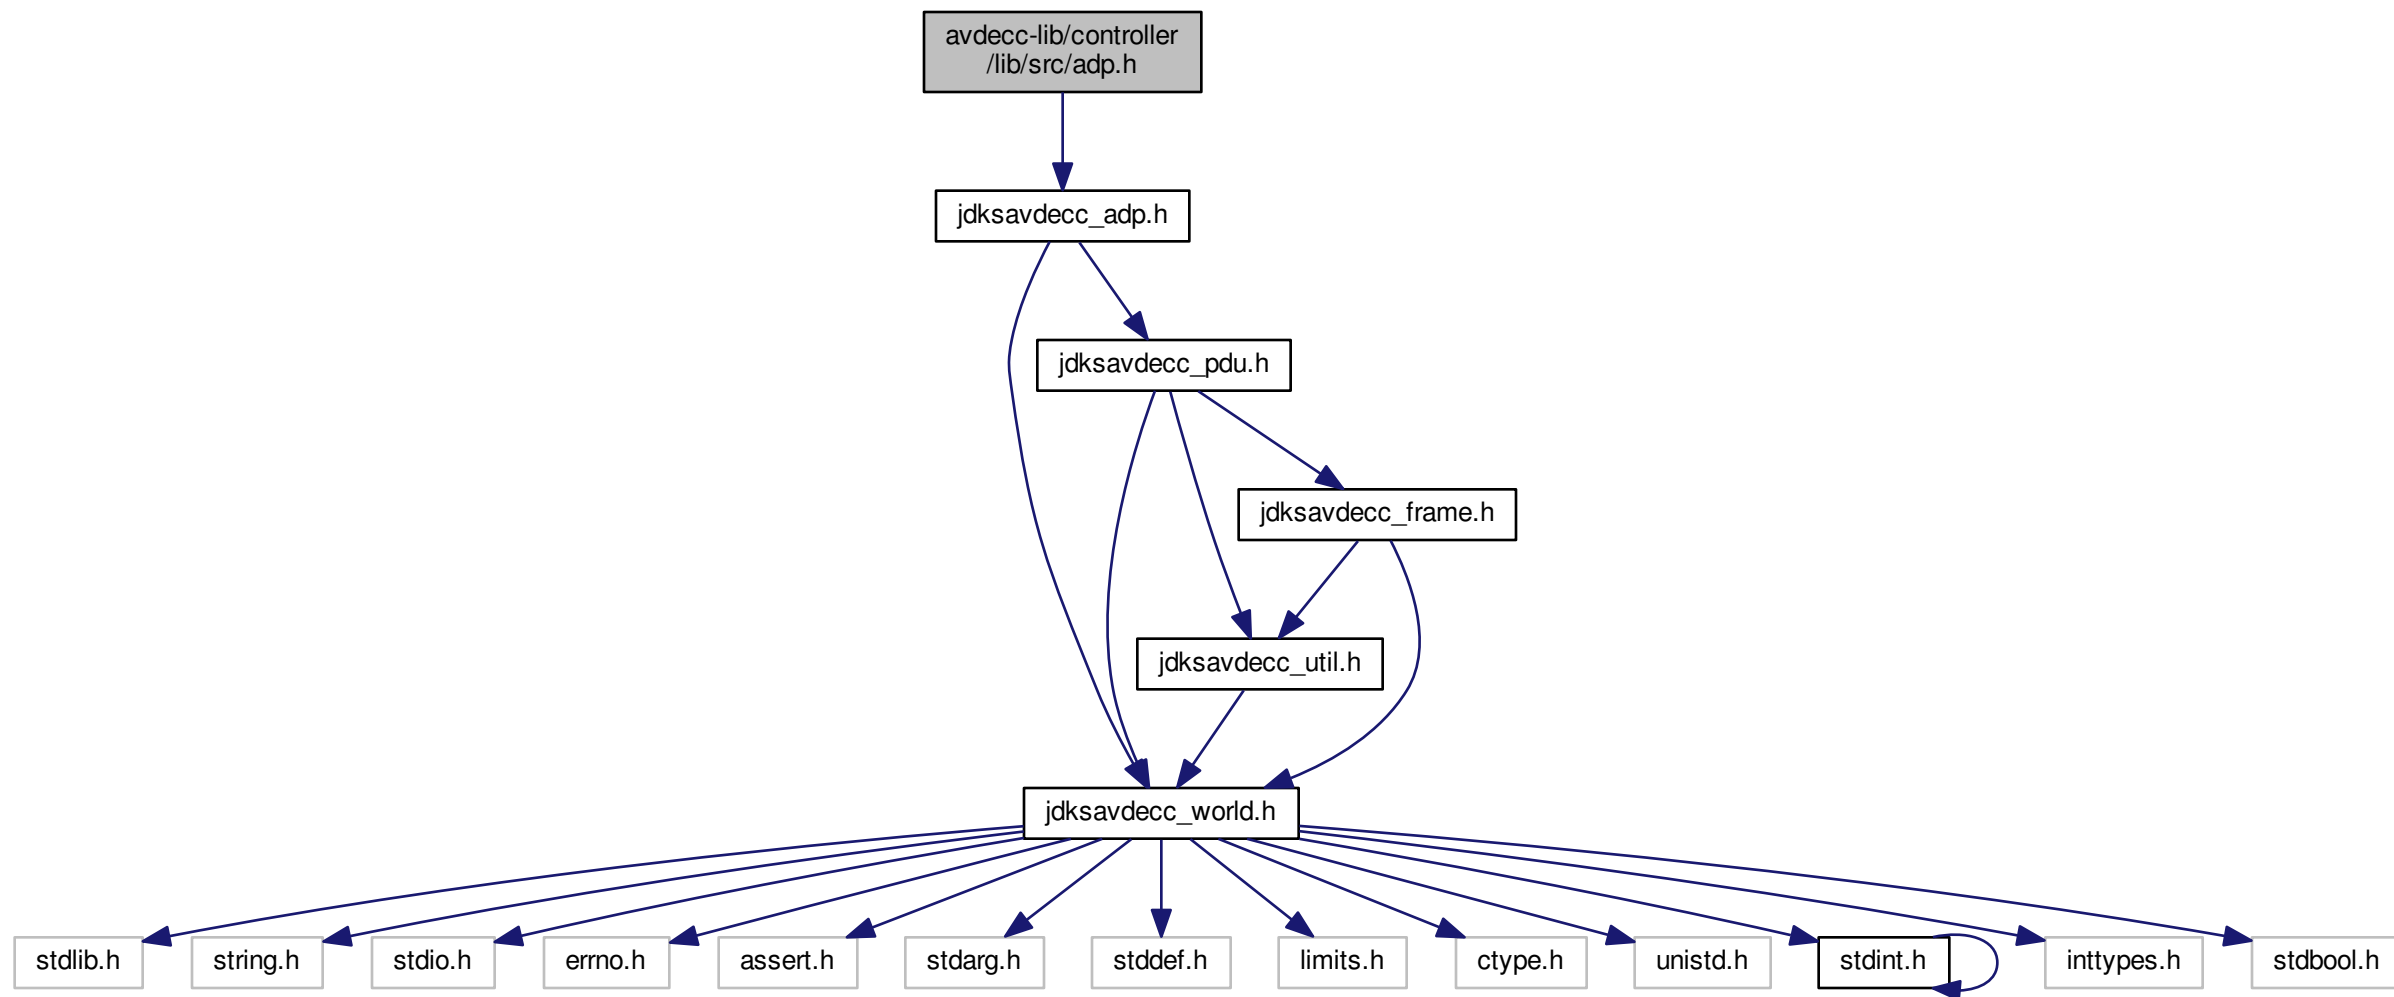 avdecc-lib/controller
/lib/src/adp.h
jdksavdecc_adp.h
jdksavdecc_pdu.h
jdksavdecc_frame.h
jdksavdecc_util.h
jdksavdecc_world.h
stdlib.h
string.h
stdio.h
errno.h
assert.h
stdarg.h
stddef.h
limits.h
ctype.h
unistd.h
stdint.h
inttypes.h
stdbool.h